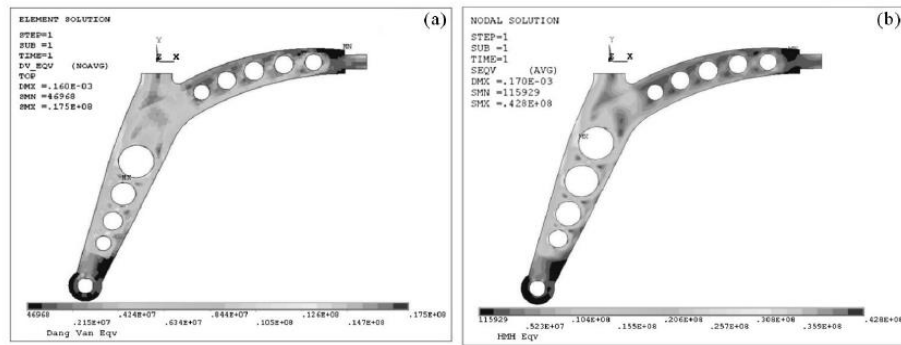 (a)
ELEMENT SOLUTION
STEP=1
SUB =1
TIME=1
DV_EQV (NOAVG)
TOP
DMX =.160E-03
SMN =46968
SMX =.175E+08
Y
Z X
MN
MX
46968 .215E+07 .424E+07 .634E+07 .844E+07 .105E+08 .126E+08 .147E+08 .175E+08
Dang Van Eqv
(b)
NODAL SOLUTION
STEP=1
SUB =1
TIME=1
SEQV (AVG)
DMX =.170E-03
SMN =115929
SMX =.428E+08
Y
Z X
MX
115929 .523E+07 .104E+08 .155E+08 .206E+08 .257E+08 .308E+08 .359E+08 .428E+08
HMH Eqv